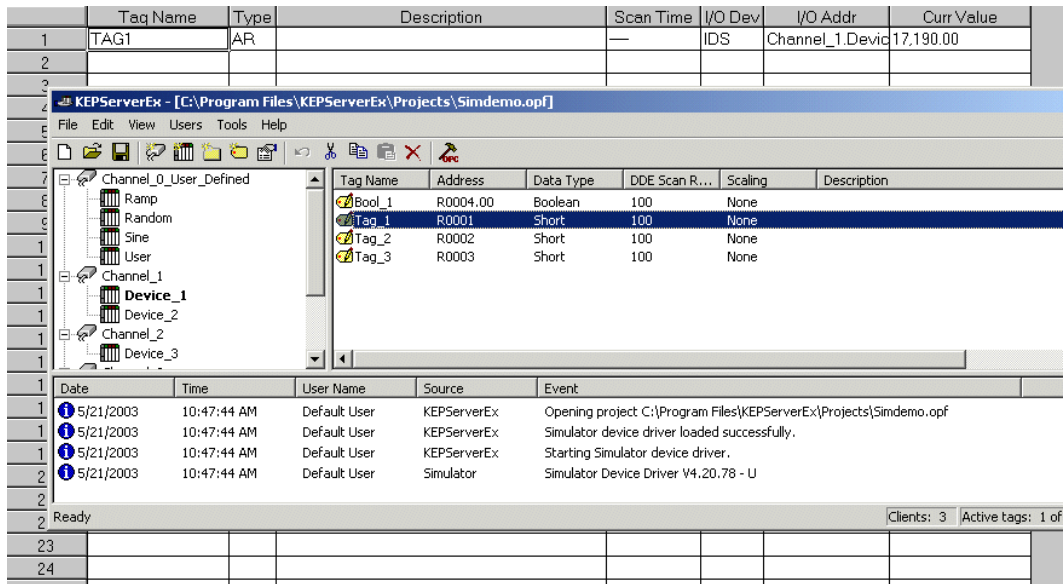 Tag Name Type Description Scan Time I/O Dev I/O Addr Curr Value
1 TAG1 AR — IDS Channel_1.Devic 17,190.00
2
3
KEPServerEx - [C:\Program Files\KEPServerEx\Projects\Simdemo.opf]
File Edit View Users Tools Help
OPC
Channel_0_User_Defined
Ramp
Random
Sine
User
Channel_1
Device_1
Device_2
Channel_2
Device_3
Tag Name Address Data Type DDE Scan R... Scaling Description
Bool_1 R0004.00 Boolean 100 None
Tag_1 R0001 Short 100 None
Tag_2 R0002 Short 100 None
Tag_3 R0003 Short 100 None
Date Time User Name Source Event
5/21/2003 10:47:44 AM Default User KEPServerEx Opening project C:\Program Files\KEPServerEx\Projects\Simdemo.opf
5/21/2003 10:47:44 AM Default User KEPServerEx Simulator device driver loaded successfully.
5/21/2003 10:47:44 AM Default User KEPServerEx Starting Simulator device driver.
5/21/2003 10:47:44 AM Default User Simulator Simulator Device Driver V4.20.78 - U
Ready Clients: 3 Active tags: 1 of
23
24